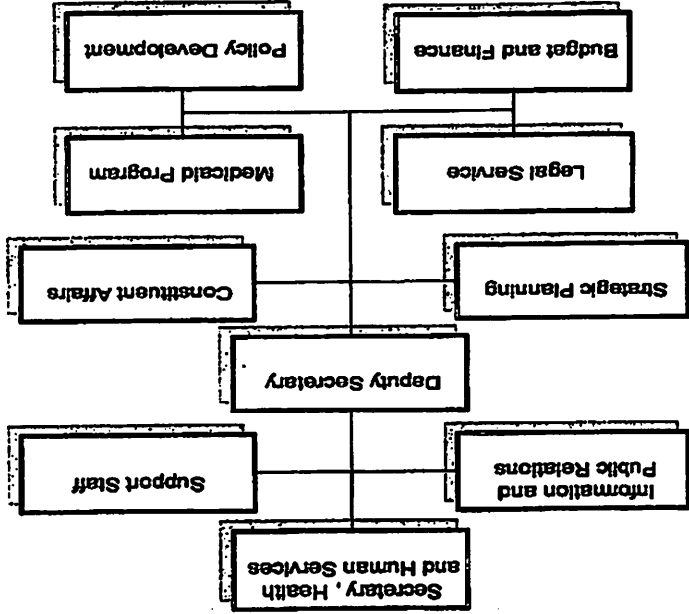 Secretary , Health
and Human Services
Information and
Public Relations
Support Staff
Deputy Secretary
Strategic Planning
Constituent Affairs
Legal Service
Medicaid Program
Budget and Finance
Policy Development